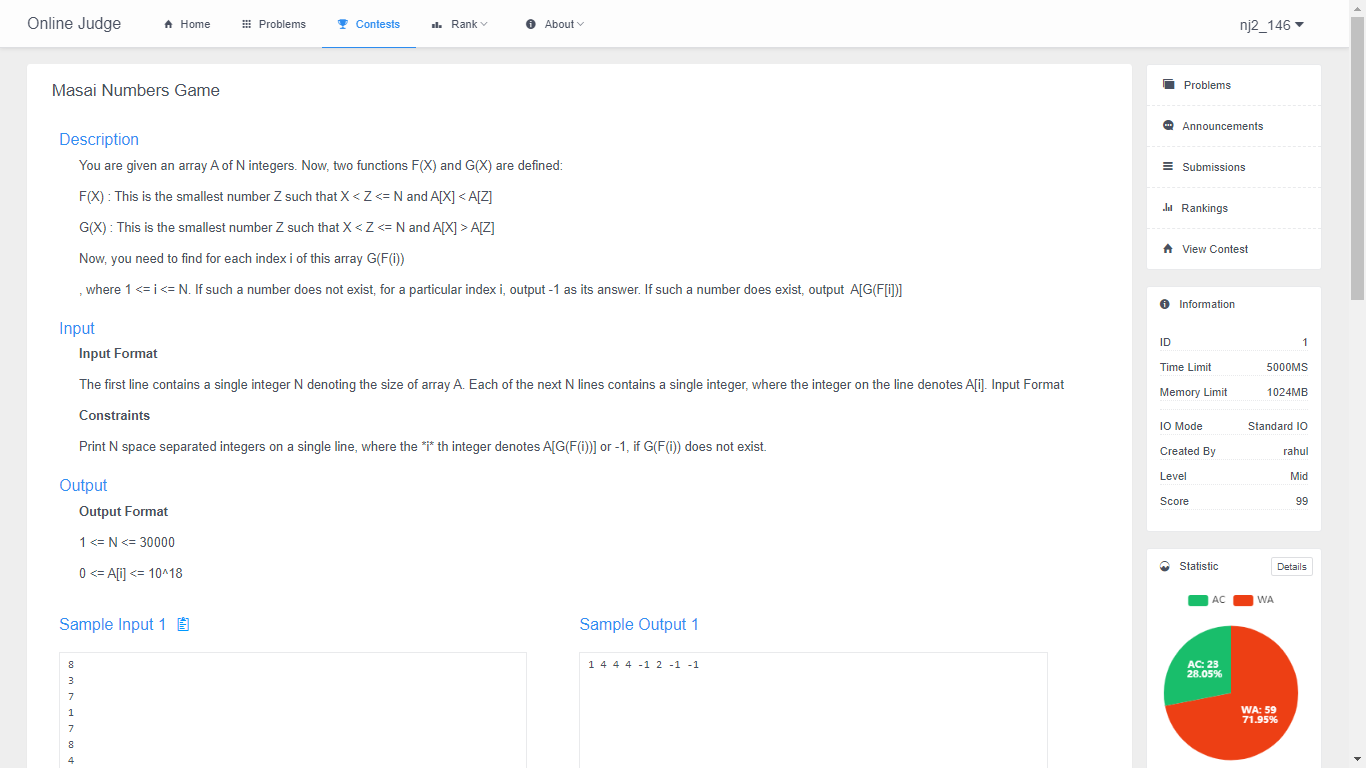 Online Judge
Home
Problems
Contests
Rank
About
nj2_146
Masai Numbers Game
Description
You are given an array A of N integers. Now, two functions F(X) and G(X) are defined:
F(X) : This is the smallest number Z such that X < Z <= N and A[X] < A[Z]
G(X) : This is the smallest number Z such that X < Z <= N and A[X] > A[Z]
Now, you need to find for each index i of this array G(F(i))
, where 1 <= i <= N. If such a number does not exist, for a particular index i, output -1 as its answer. If such a number does exist, output  A[G(F[i])]
Input
Input Format
The first line contains a single integer N denoting the size of array A. Each of the next N lines contains a single integer, where the integer on the line denotes A[i]. Input Format
Constraints
Print N space separated integers on a single line, where the *i* th integer denotes A[G(F(i))] or -1, if G(F(i)) does not exist.
Output
Output Format
1 <= N <= 30000
0 <= A[i] <= 10^18
Sample Input 1
8
3
7
1
7
8
4
Sample Output 1
1 4 4 4 -1 2 -1 -1
Problems
Announcements
Submissions
Rankings
View Contest
Information
ID 1
Time Limit 5000MS
Memory Limit 1024MB
IO Mode Standard IO
Created By rahul
Level Mid
Score 99
Statistic
Details
AC WA
AC: 23
28.05%
WA: 59
71.95%